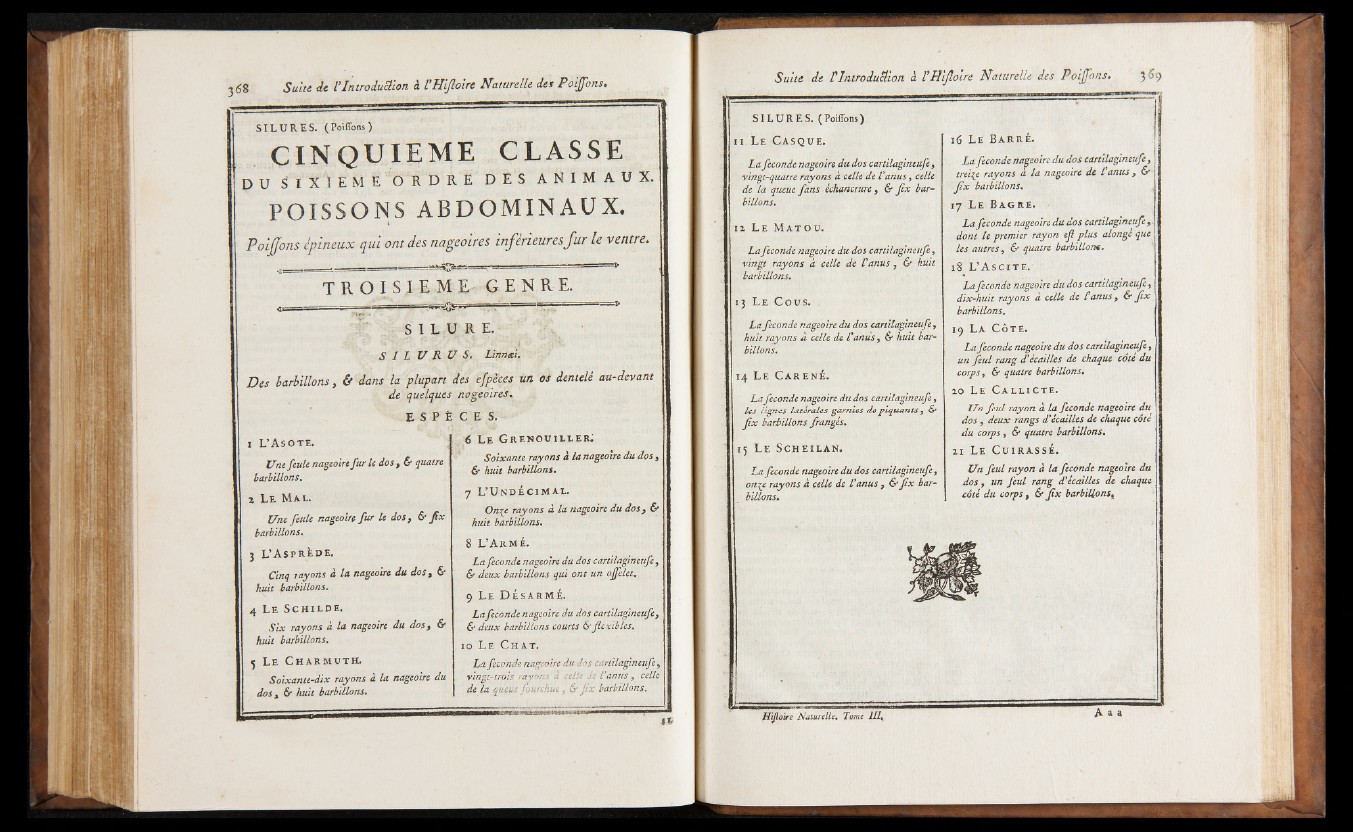 368 Suite de l'Introduction à l'Hiſtoire Naturelle des Poiſſons.
SILURES. (Poiſſons)
CINQUIEME CLASSE
DU SIXIEME ORDRE DES ANIMAUX.
POISSONS ABDOMINAUX.
Poiſſons épineux qui ont des nageoires inférieures ſur le ventre.
TROISIEME GENRE.
SILURE.
SILURUS. Linnæi.
Des barbillons, & dans la plupart des eſpèces un os dentelé au-devant
de quelques nogeoires.
ESPÈCES.
1 L'ASOTE.
Une ſeule nageoire ſur le dos, & quatre
barbillons.
2 LE MAL.
Une ſeule nageoire ſur le dos, & ſix
barbillons.
3 L'ASPRÈDE.
Cinq rayons à la nageoire du dos, &
huit barbillons.
4 LE SCHILDE.
Six rayons à la nageoire du dos, &
huit barbillons.
5 LE CHARMUTH.
Soixante-dix rayons à la nageoire du
dos, & huit barbillons.
6 LE GRENOUILLER.
Soixante rayons à la nageoire du dos,
& huit barbillons.
7 L'UNDÉCIMAL.
Onze rayons à la nageoire du dos, &
huit barbillons.
8 L'ARMÉ.
La ſeconde nageoire du dos cartilagineuſe,
& deux barbillons qui ont un oſſelet.
9 LE DÉSARMÉ.
La ſeconde nageoire du dos cartilagineuſe,
& deux barbillons courts & flexibles.
10 LE CHAT.
La ſeconde nageoire du dos cartilagineuſe,
vingt-trois rayons à celle de l'anus, celle
de la queue fourchue, & ſix barbillons.
Suite de l'Introduction à l'Hiſtoire Naturelle des Poiſſons. 369
SILURES. (Poiſſons)
11 LE CASQUE.
La ſeconde nageoire du dos cartilagineuſe,
vingt-quatre rayons à celle de l'anus, celle
de la queue ſans échancrure, & ſix bar-
billons.
12 LE MATOU.
La ſeconde nageoire du dos cartilagineuſe,
vingt rayons à celle de l'anus, & huit
barbillons.
13 LE COUS.
La ſeconde nageoire du dos cartilagineuſe,
huit rayons à celle de l'anus, & huit bar-
billons.
14 LE CARENÉ.
La ſeconde nageoire du dos cartilagineuſe,
les lignes latérales garnies de piquants, &
ſix barbillons frangés.
15 LE SCHEILAN.
La ſeconde nageoire du dos cartilagineuſe,
onze rayons à celle de l'anus, & ſix bar-
billons.
16 LE BARRÉ.
La ſeconde nageoire du dos cartilagineuſe,
treize rayons à la nageoire de l'anus, &
ſix barbillons.
17 LE BAGRE.
La ſeconde nageoire du dos cartilagineuſe,
dont le premier rayon eſt plus alongé que
les autres, & quatre barbillons.
18 L'ASCITE.
La ſeconde nageoire du dos cartilagineuſe,
dix-huit rayons à celle de l'anus, & ſix
barbillons.
19 LA CÔTE.
La ſeconde nageoire du dos cartilagineuſe,
un ſeul rang d'écailles de chaque côté du
corps, & quatre barbillons.
20 LE CALLICTE.
Un ſeul rayon à la ſeconde nageoire du
dos, deux rangs d'écailles de chaque côté
du corps, & quatre barbillons.
21 LE CUIRASSÉ.
Un ſeul rayon à la ſeconde nageoire du
dos, un ſeul rang d'écailles de chaque
côté du corps, & ſix barbillons.
Hiſtoire Naturelle. Tome III. Aaa